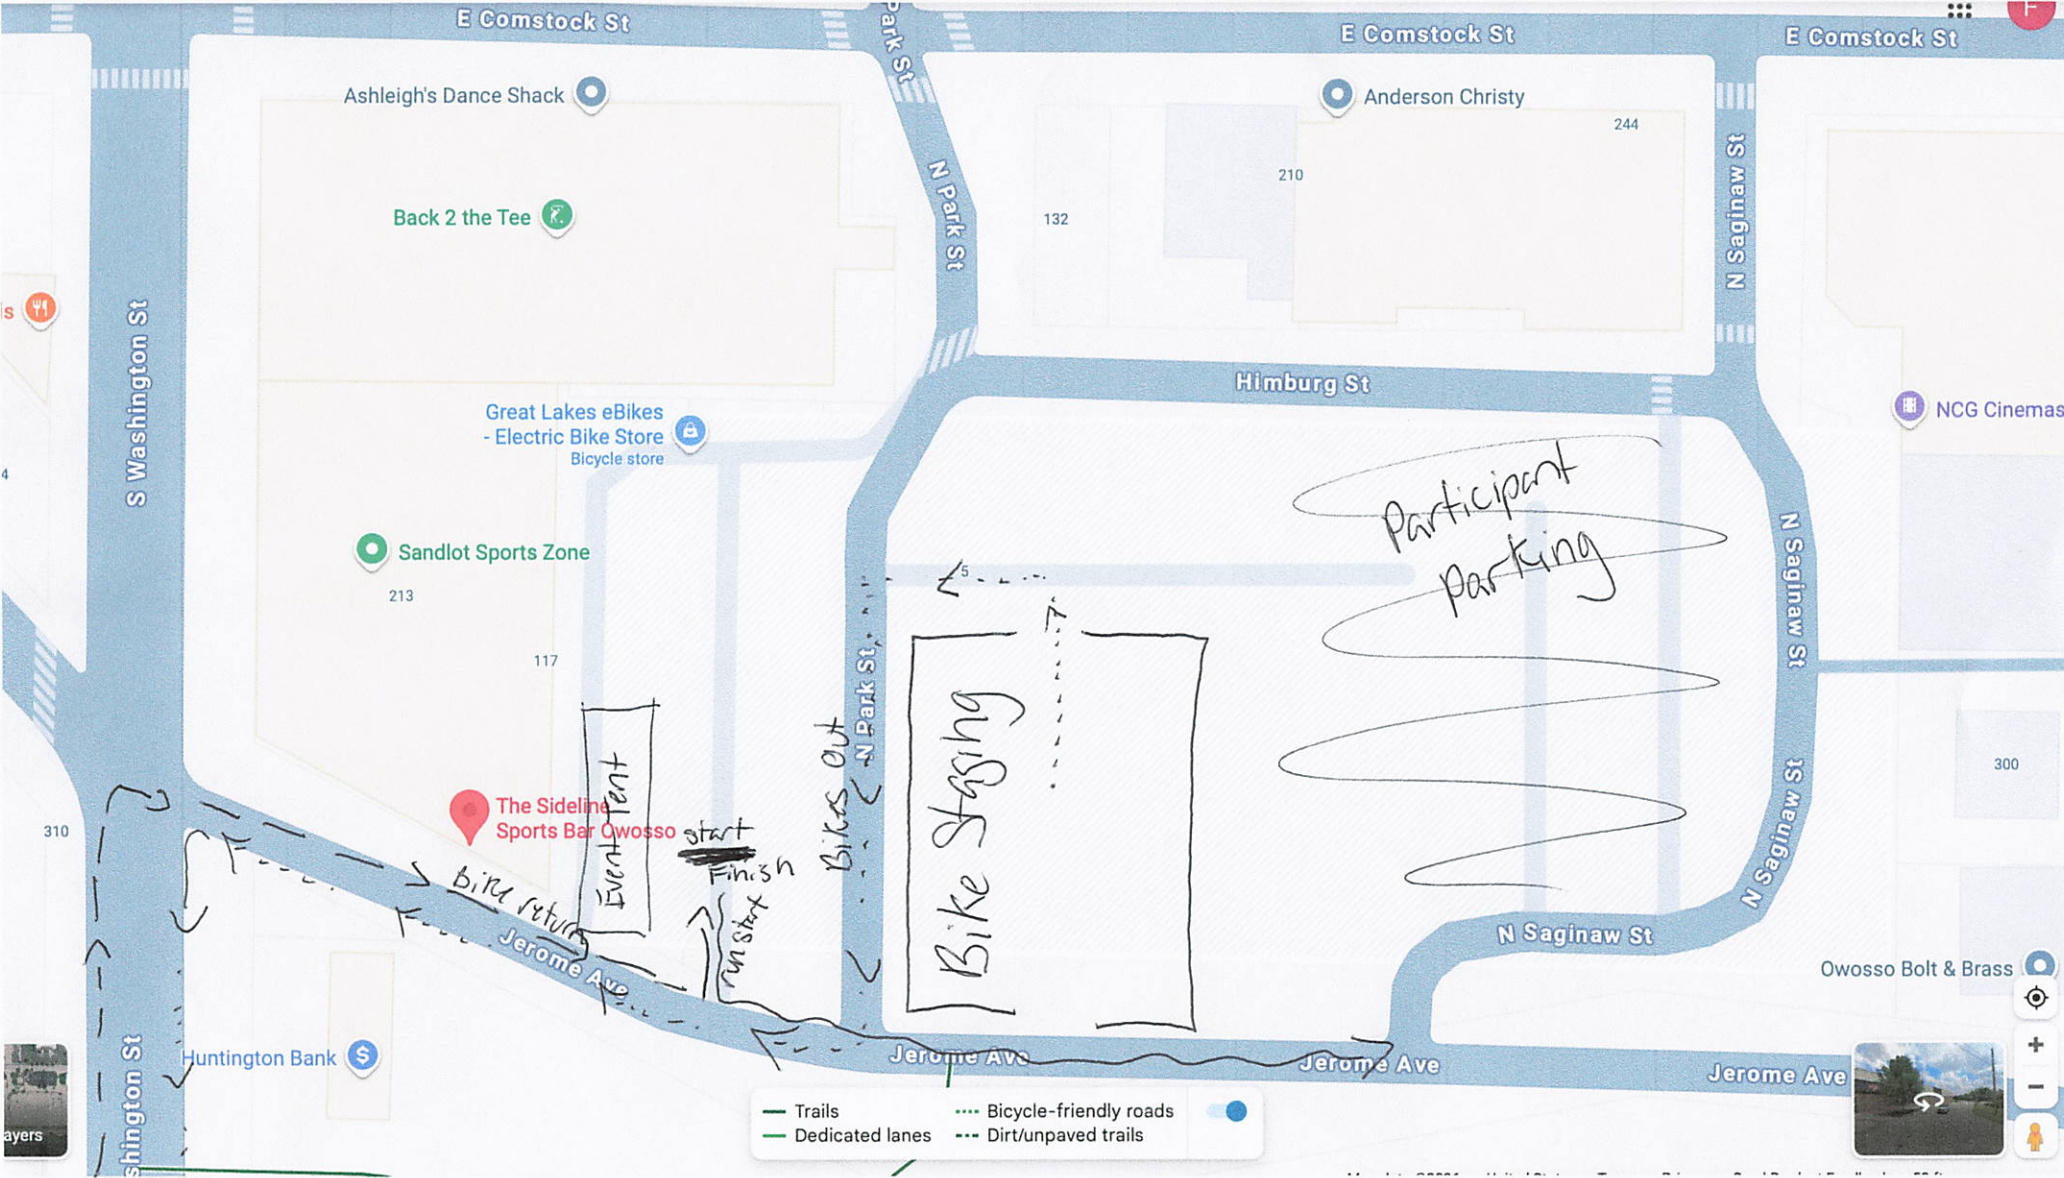 E Comstock St
Park St
E Comstock St
E Comstock St
F
Ashleigh's Dance Shack
Anderson Christy
244
Back 2 the Tee
N Park St
132
210
N Saginaw St
s
S Washington St
Himburg St
Great Lakes eBikes
- Electric Bike Store
Bicycle store
NCG Cinemas
4
Participant
Parking
Sandlot Sports Zone
213
5
N Saginaw St
117
N Park St
Bikes Out
Bike Staging
Event Tent
The Sideline
Sports Bar Owosso
start
Finish
run start
310
300
Bike return
Jerome Ave
N Saginaw St
N Saginaw St
Owosso Bolt & Brass
Huntington Bank
$
shington St
Jerome Ave
Jerome Ave
Jerome Ave
ayers
Trails
Bicycle-friendly roads
Dedicated lanes
Dirt/unpaved trails